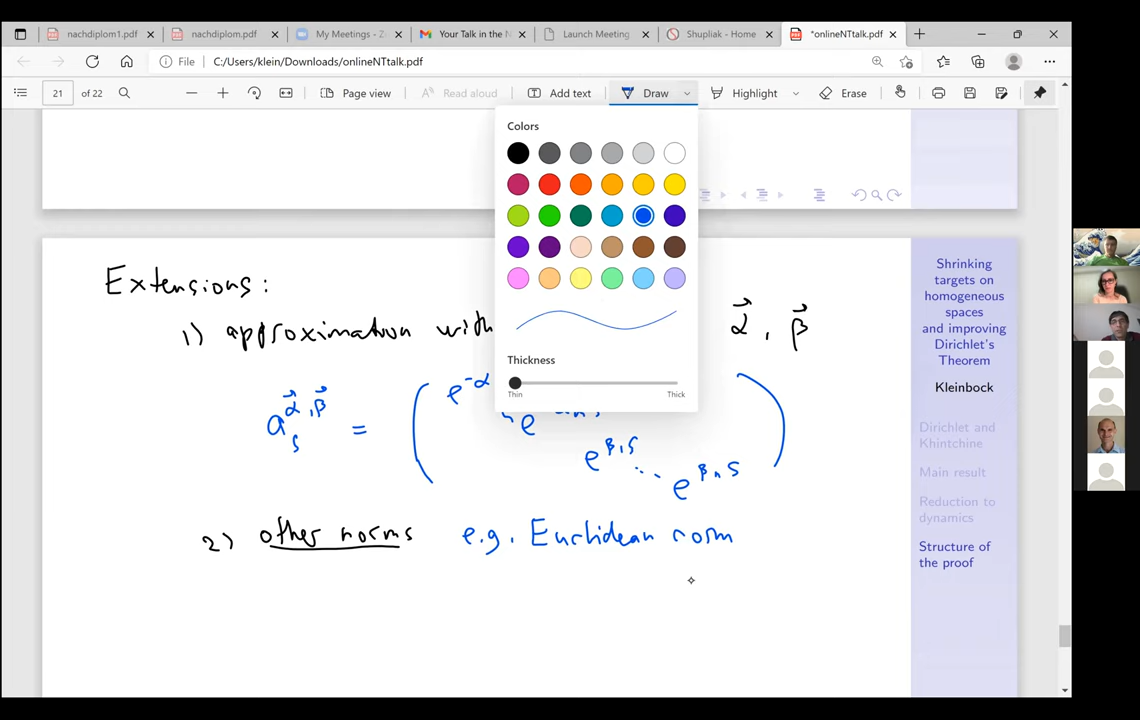 nachdiplom1.pdf
nachdiplom.pdf
My Meetings - Z
Your Talk in the N
Launch Meeting
Shupliak - Home
*onlineNTtalk.pdf
File C:/Users/klein/Downloads/onlineNTtalk.pdf
21 of 22
Page view
Read aloud
Add text
Draw
Highlight
Erase
Colors
Thickness
Thin Thick
Extensions:
1) approximation with α⃗, β⃗
a_s^{α⃗,β⃗} = ( e^{-α e e^{β_1 s} ... e^{β_n s} )
2) other norms e.g. Euclidean norm
Shrinking
targets on
homogeneous
spaces
and improving
Dirichlet's
Theorem
Kleinbock
Dirichlet and
Khintchine
Main result
Reduction to
dynamics
Structure of
the proof